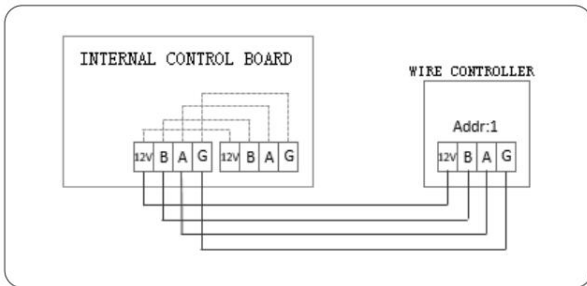 INTERNAL CONTROL BOARD
WIRE CONTROLLER
Addr:1
12V B A G 12V B A G
12V B A G